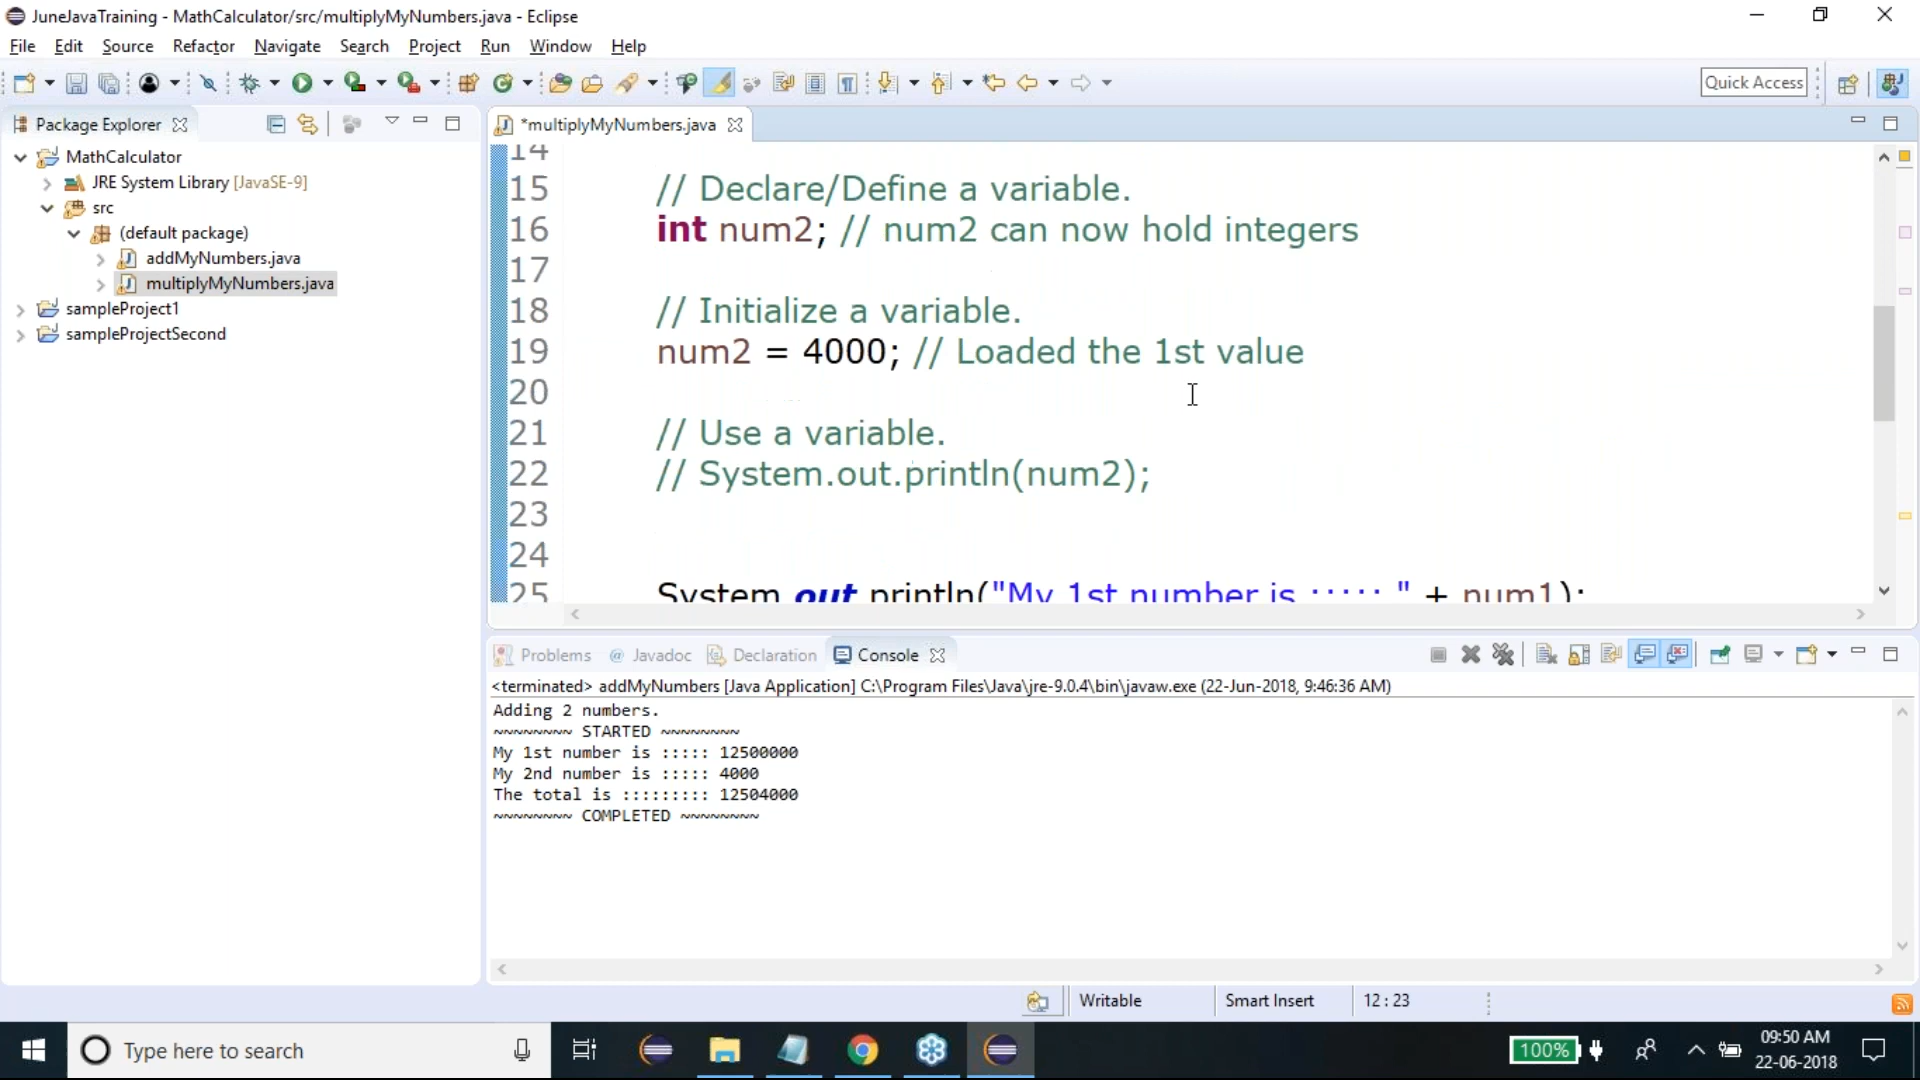 JuneJavaTraining - MathCalculator/src/multiplyMyNumbers.java - Eclipse
File Edit Source Refactor Navigate Search Project Run Window Help
Quick Access
Package Explorer
MathCalculator
JRE System Library [JavaSE-9]
src
(default package)
addMyNumbers.java
multiplyMyNumbers.java
sampleProject1
sampleProjectSecond
*multiplyMyNumbers.java
14
15 // Declare/Define a variable.
16 int num2; // num2 can now hold integers
17
18 // Initialize a variable.
19 num2 = 4000; // Loaded the 1st value
20
21 // Use a variable.
22 // System.out.println(num2);
23
24
25 System.out.println("My 1st number is ::::: " + num1);
Problems @ Javadoc Declaration Console
<terminated> addMyNumbers [Java Application] C:\Program Files\Java\jre-9.0.4\bin\javaw.exe (22-Jun-2018, 9:46:36 AM)
Adding 2 numbers.
~~~~~~~~ STARTED ~~~~~~~~
My 1st number is ::::: 12500000
My 2nd number is ::::: 4000
The total is ::::::::: 12504000
~~~~~~~~ COMPLETED ~~~~~~~~
Writable Smart Insert 12 : 23
Type here to search
100%
09:50 AM
22-06-2018